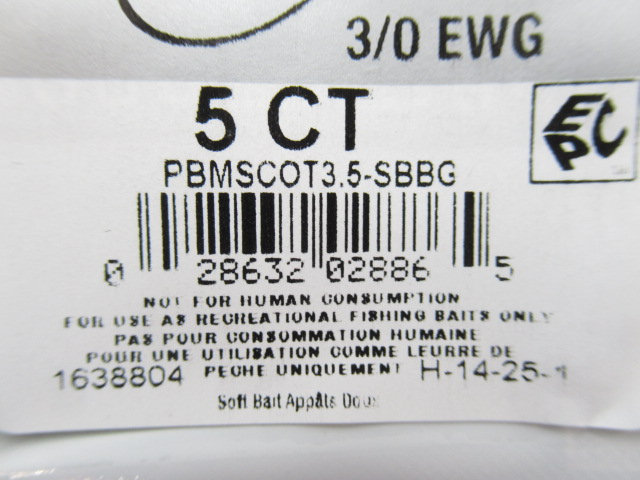 3/0 EWG
5 CT
EPC
PBMSCOT3.5-SBBG
0 28632 02886 5
NOT FOR HUMAN CONSUMPTION
FOR USE AS RECREATIONAL FISHING BAITS ONLY
PAS POUR CONSOMMATION HUMAINE
POUR UNE UTILISATION COMME LEURRE DE
1638804 PECHE UNIQUEMENT H-14-25-1
Soft Bait Appâts Doux